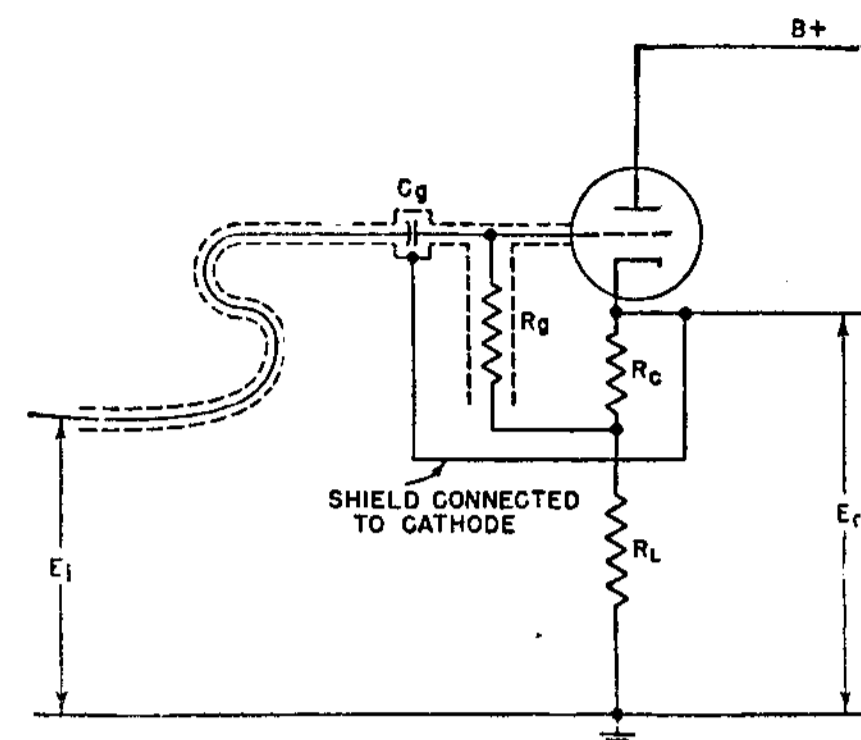 B+
Cg
Rg
Rc
SHIELD CONNECTED
TO CATHODE
RL
Ei